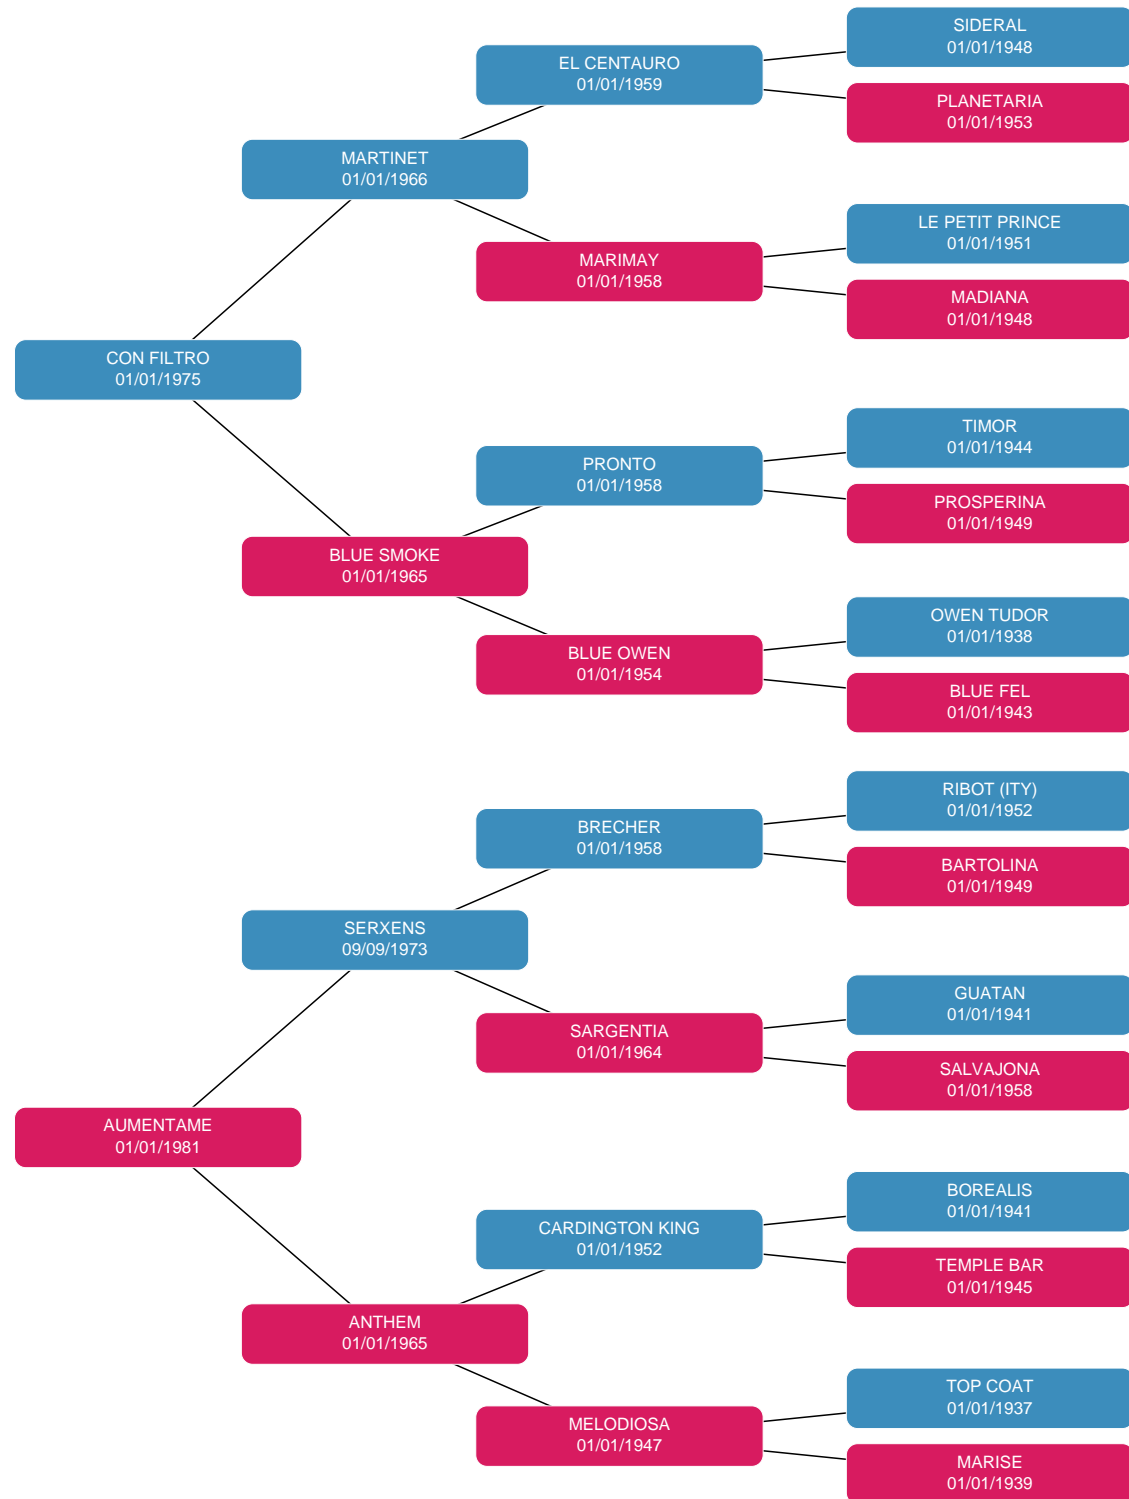 SIDERAL
01/01/1948
EL CENTAURO
01/01/1959
PLANETARIA
01/01/1953
MARTINET
01/01/1966
LE PETIT PRINCE
01/01/1951
MARIMAY
01/01/1958
MADIANA
01/01/1948
CON FILTRO
01/01/1975
TIMOR
01/01/1944
PRONTO
01/01/1958
PROSPERINA
01/01/1949
BLUE SMOKE
01/01/1965
OWEN TUDOR
01/01/1938
BLUE OWEN
01/01/1954
BLUE FEL
01/01/1943
RIBOT (ITY)
01/01/1952
BRECHER
01/01/1958
BARTOLINA
01/01/1949
SERXENS
09/09/1973
GUATAN
01/01/1941
SARGENTIA
01/01/1964
SALVAJONA
01/01/1958
AUMENTAME
01/01/1981
BOREALIS
01/01/1941
CARDINGTON KING
01/01/1952
TEMPLE BAR
01/01/1945
ANTHEM
01/01/1965
TOP COAT
01/01/1937
MELODIOSA
01/01/1947
MARISE
01/01/1939